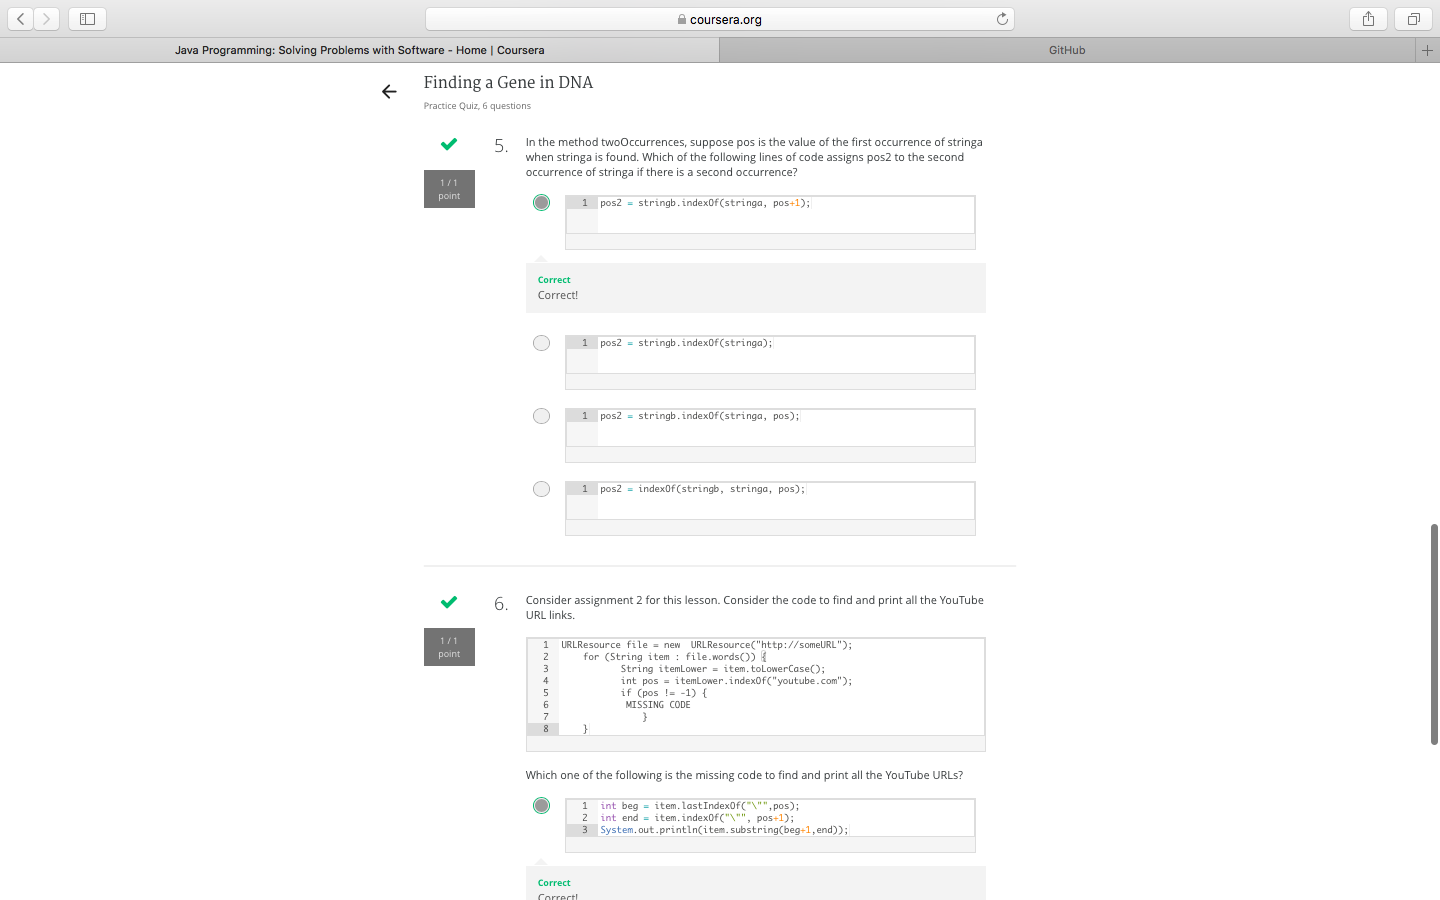 coursera.org
Java Programming: Solving Problems with Software - Home | Coursera
GitHub
Finding a Gene in DNA
Practice Quiz, 6 questions
1 / 1
point
5.
In the method twoOccurrences, suppose pos is the value of the first occurrence of stringa
when stringa is found. Which of the following lines of code assigns pos2 to the second
occurrence of stringa if there is a second occurrence?
1 pos2 = stringb.indexOf(stringa, pos+1);
Correct
Correct!
1 pos2 = stringb.indexOf(stringa);
1 pos2 = stringb.indexOf(stringa, pos);
1 pos2 = indexOf(stringb, stringa, pos);
1 / 1
point
6.
Consider assignment 2 for this lesson. Consider the code to find and print all the YouTube
URL links.
1 URLResource file = new  URLResource("http://someURL");
2     for (String item : file.words()) {
3           String itemLower = item.toLowerCase();
4           int pos = itemLower.indexOf("youtube.com");
5           if (pos != -1) {
6            MISSING CODE
7               }
8     }
Which one of the following is the missing code to find and print all the YouTube URLs?
1 int beg = item.lastIndexOf("\"",pos);
2 int end = item.indexOf("\"", pos+1);
3 System.out.println(item.substring(beg+1,end));
Correct
Correct!